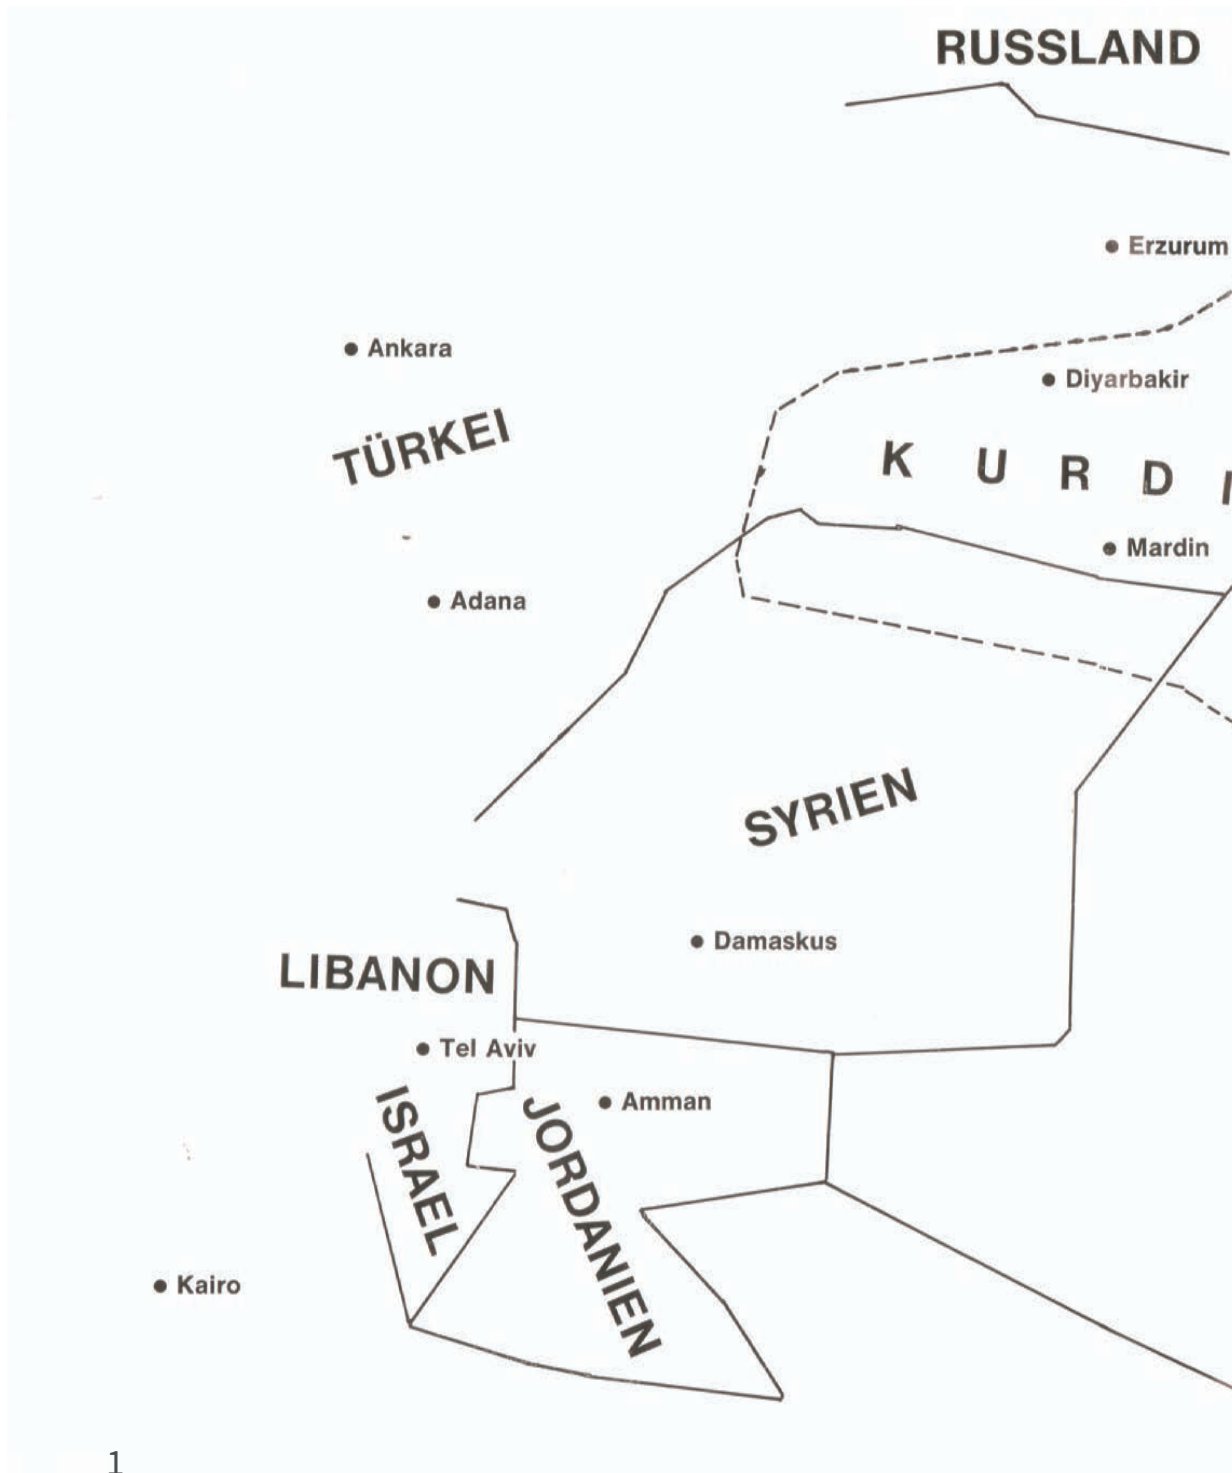 RUSSLAND
Erzurum
Ankara
Diyarbakir
TÜRKEI
K U R D I
Mardin
Adana
SYRIEN
Damaskus
LIBANON
Tel Aviv
ISRAEL
Amman
JORDANIEN
Kairo
1